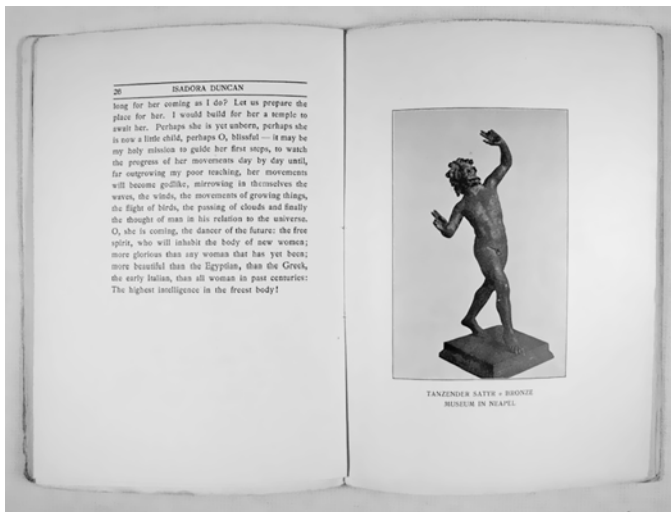 26 ISADORA DUNCAN
long for her coming as I do? Let us prepare the
place for her. I would build for her a temple to
await her. Perhaps she is yet unborn, perhaps she
is now a little child, perhaps O, blissful — it may be
my holy mission to guide her first steps, to watch
the progress of her movements day by day until,
far outgrowing my poor teaching, her movements
will become godlike, mirrowing in themselves the
waves, the winds, the movements of growing things,
the flight of birds, the passing of clouds and finally
the thought of man in his relation to the universe.
O, she is coming, the dancer of the future: the free
spirit, who will inhabit the body of new women;
more glorious than any woman that has yet been;
more beautiful than the Egyptian, than the Greek,
the early Italian, than all woman in past centuries:
The highest intelligence in the freest body!
TANZENDER SATYR • BRONZE
MUSEUM IN NEAPEL